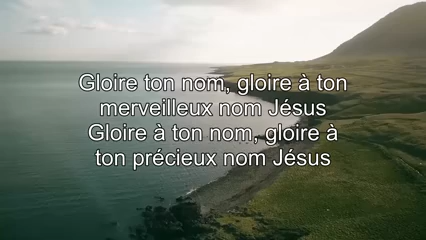 Gloire ton nom, gloire à ton
merveilleux nom Jésus
Gloire à ton nom, gloire à
ton précieux nom Jésus